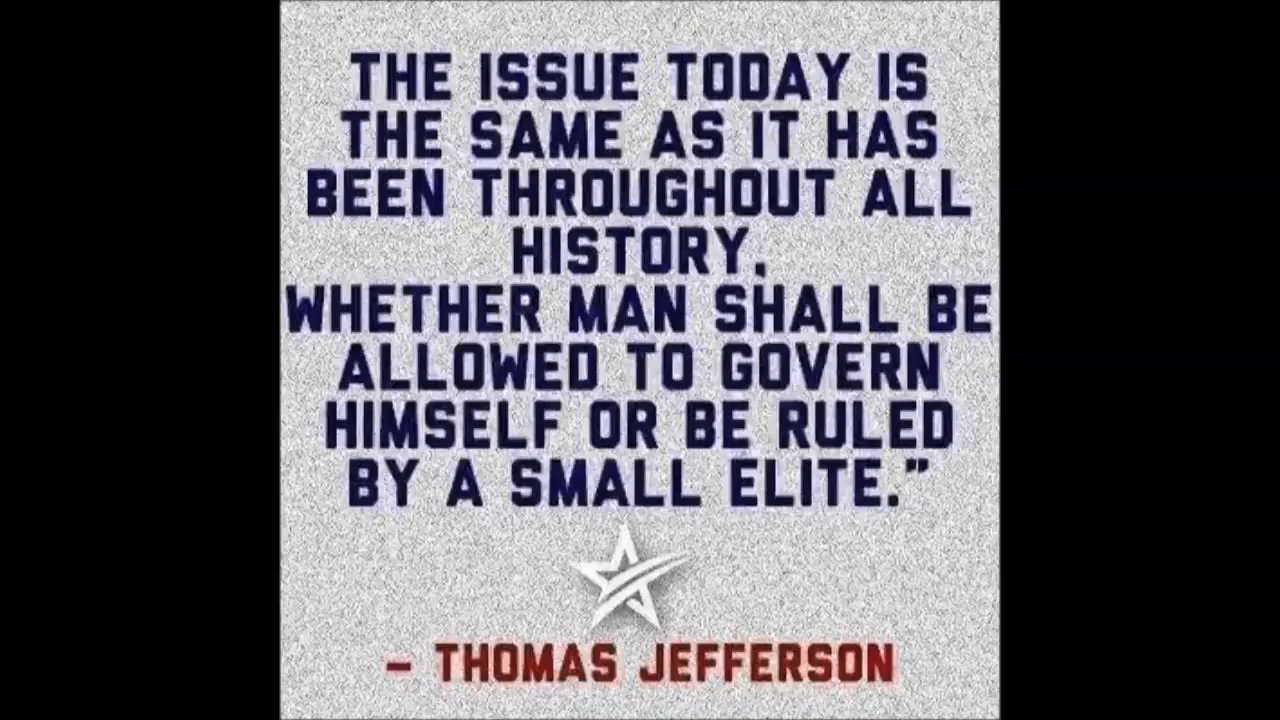 THE ISSUE TODAY IS
THE SAME AS IT HAS
BEEN THROUGHOUT ALL
HISTORY,
WHETHER MAN SHALL BE
ALLOWED TO GOVERN
HIMSELF OR BE RULED
BY A SMALL ELITE.”
– THOMAS JEFFERSON